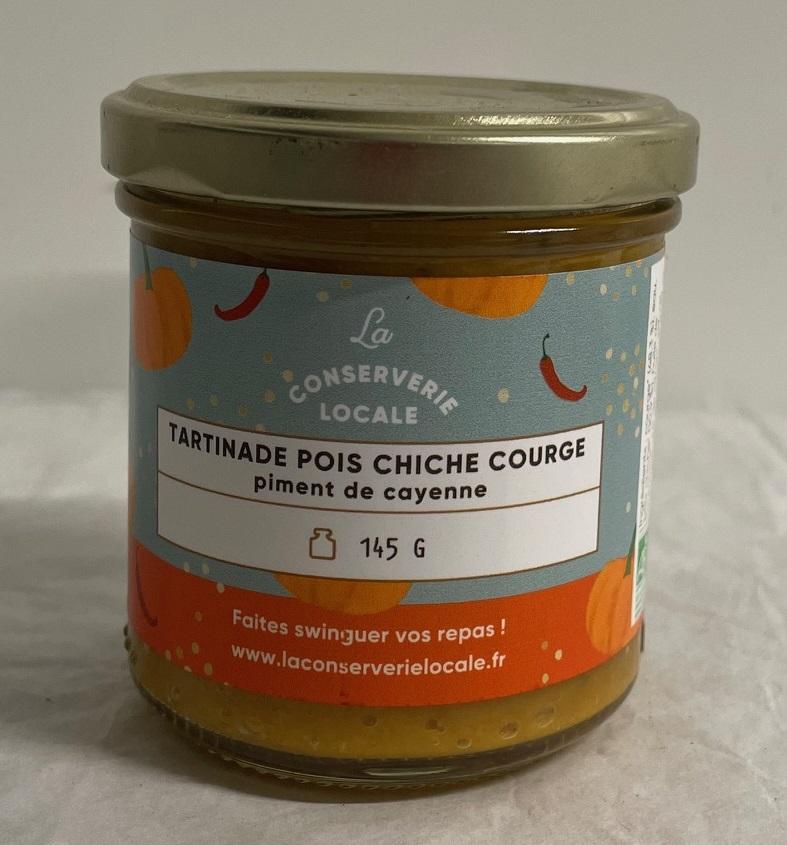 La
CONSERVERIE
LOCALE
TARTINADE POIS CHICHE COURGE
piment de cayenne
145 G
Faites swinguer vos repas !
www.laconserverielocale.fr